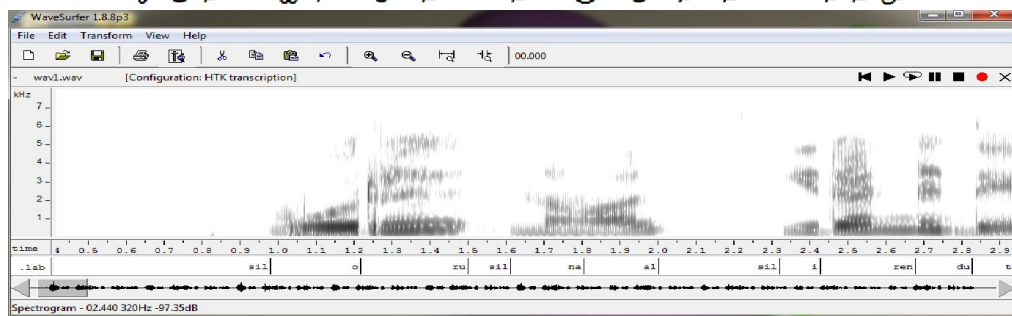 WaveSurfer 1.8.8p3
File Edit Transform View Help
00.000
- wav1.wav [Configuration: HTK transcription]
kHz
7
6
5
4
3
2
1
time 4 0.5 0.6 0.7 0.8 0.9 1.0 1.1 1.2 1.3 1.4 1.5 1.6 1.7 1.8 1.9 2.0 2.1 2.2 2.3 2.4 2.5 2.6 2.7 2.8 2.9
.lab sil o ru sil na al sil i ren du t
Spectrogram - 02.440 320Hz -97.35dB